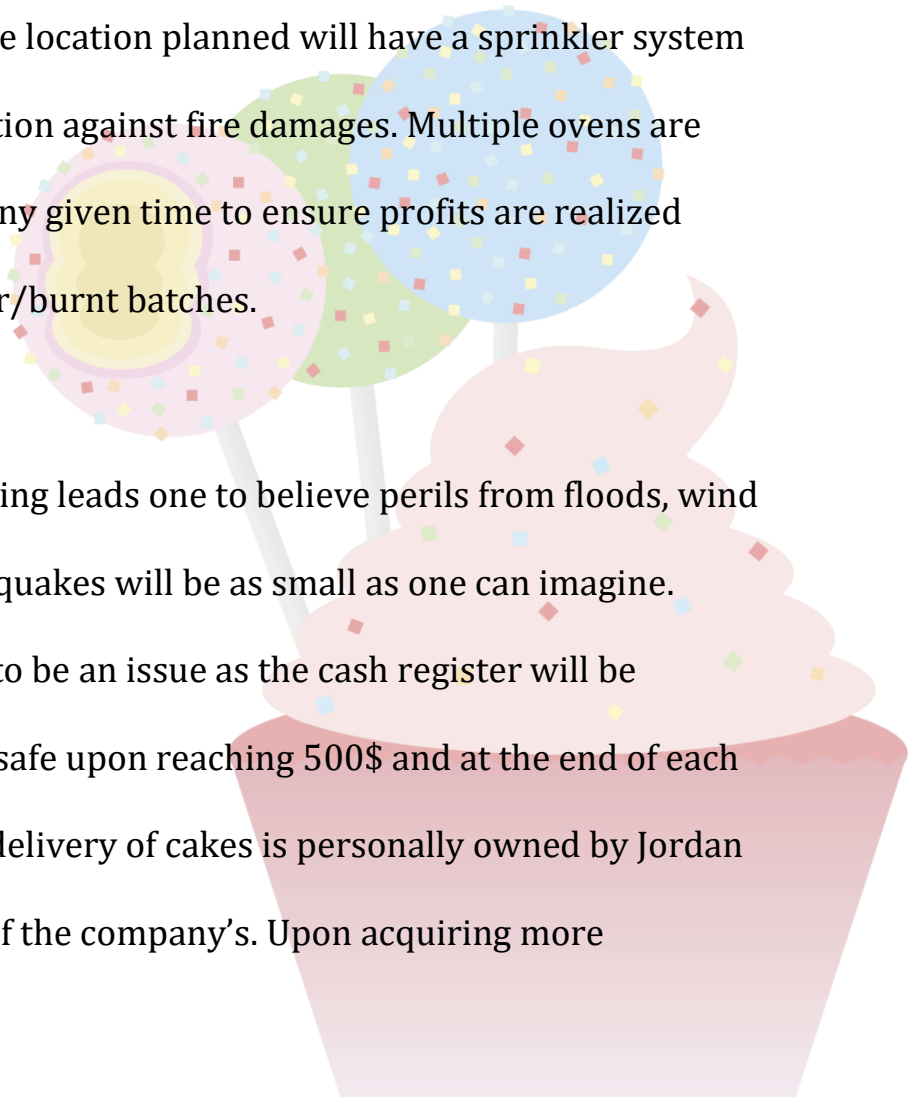 e location planned will have a sprinkler system
tion against fire damages. Multiple ovens are
ny given time to ensure profits are realized
r/burnt batches.
ing leads one to believe perils from floods, wind
quakes will be as small as one can imagine.
to be an issue as the cash register will be
safe upon reaching 500$ and at the end of each
delivery of cakes is personally owned by Jordan
f the company's. Upon acquiring more